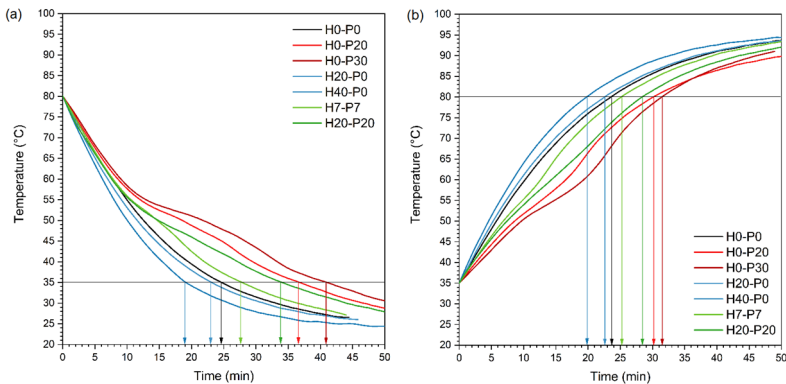 (a)
100
95
90
85
80
75
70
65
60
55
50
45
40
35
30
25
20
Temperature (°C)
0 5 10 15 20 25 30 35 40 45 50
Time (min)
H0-P0
H0-P20
H0-P30
H20-P0
H40-P0
H7-P7
H20-P20
(b)
100
95
90
85
80
75
70
65
60
55
50
45
40
35
30
25
20
Temperature (°C)
0 5 10 15 20 25 30 35 40 45 50
Time (min)
H0-P0
H0-P20
H0-P30
H20-P0
H40-P0
H7-P7
H20-P20